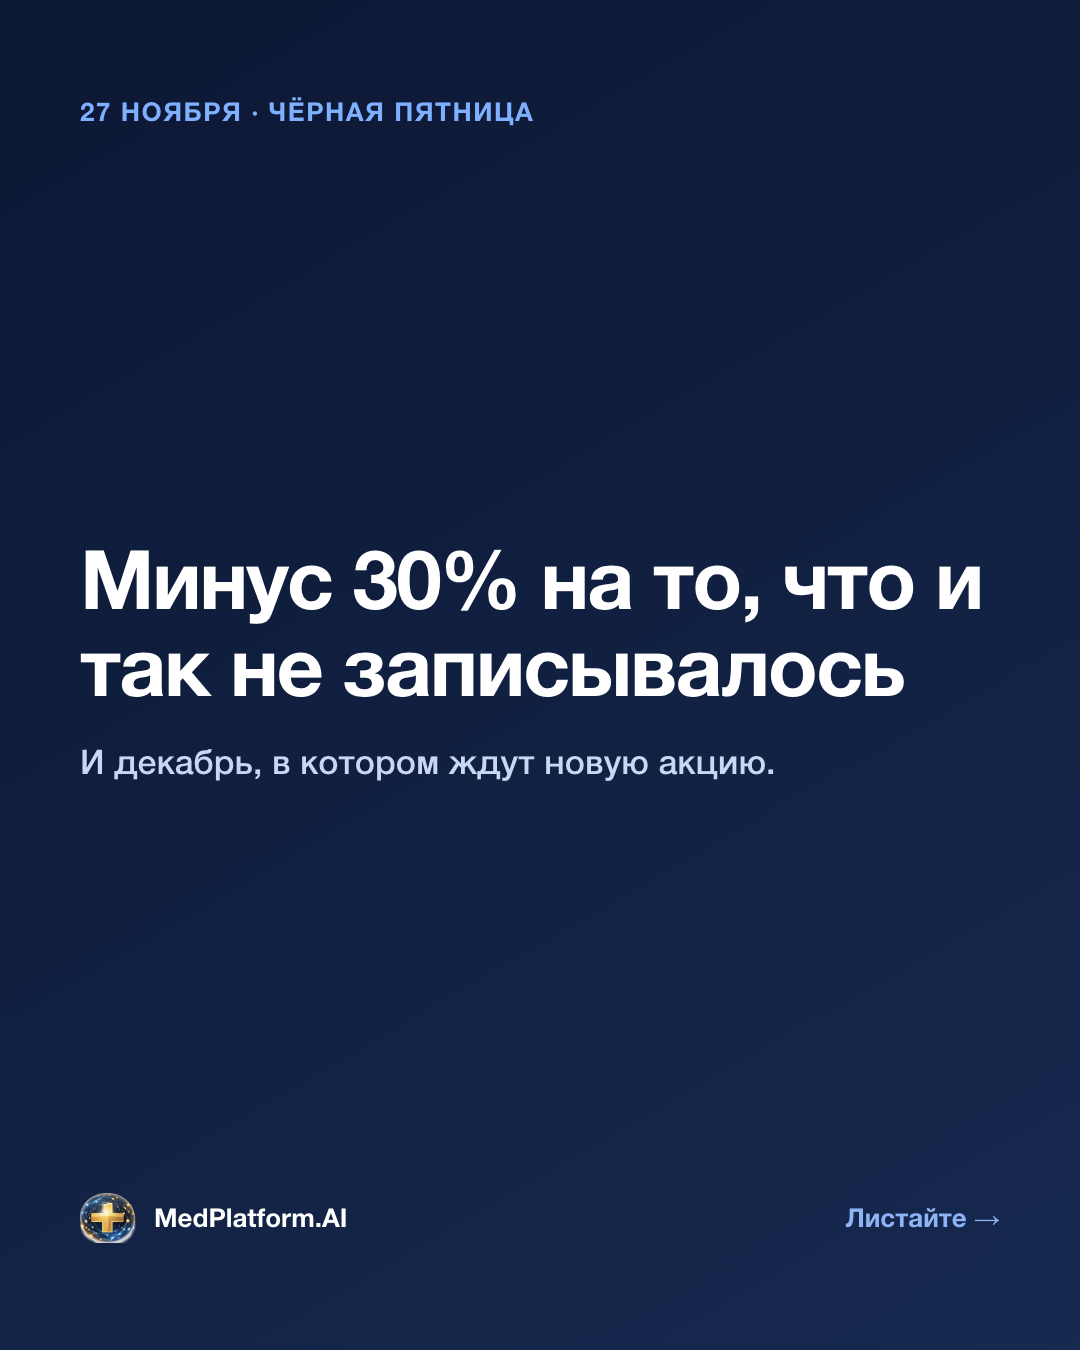 27 НОЯБРЯ · ЧЁРНАЯ ПЯТНИЦА
Минус 30% на то, что и
так не записывалось
И декабрь, в котором ждут новую акцию.
MedPlatform.AI
Листайте →